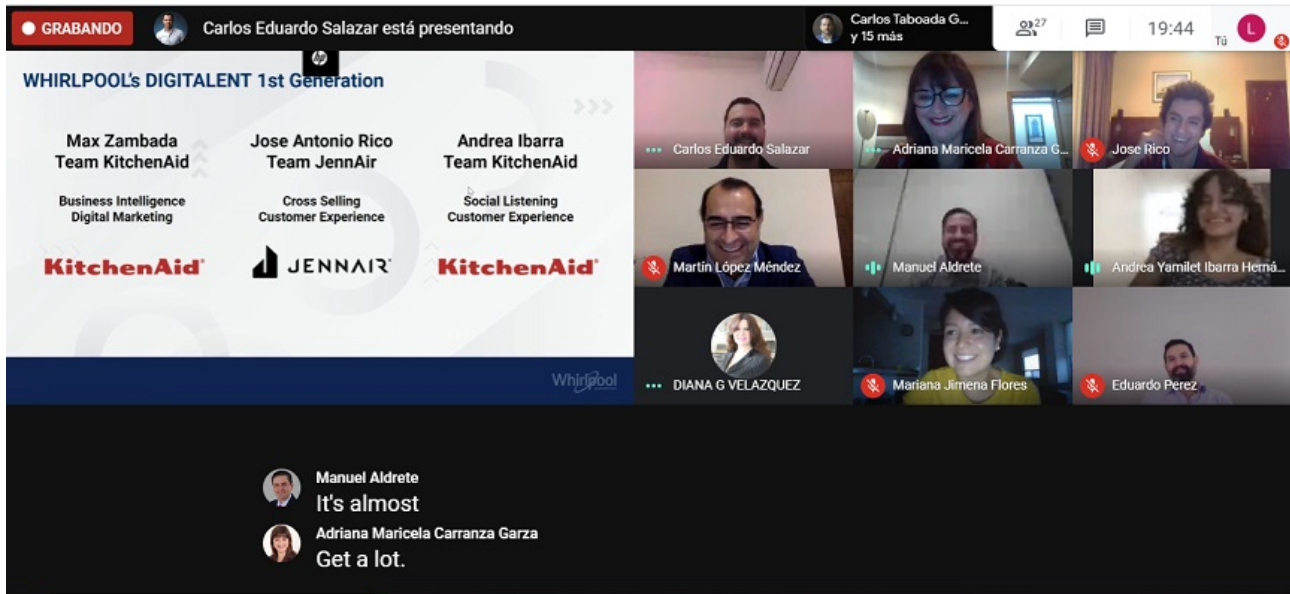 GRABANDO
Carlos Eduardo Salazar está presentando
Carlos Taboada G...
y 15 más
27
19:44
Tú
L
hp
WHIRLPOOL's DIGITALENT 1st Generation
Max Zambada
Team KitchenAid
Business Intelligence
Digital Marketing
KitchenAid
Jose Antonio Rico
Team JennAir
Cross Selling
Customer Experience
JENNAIR
Andrea Ibarra
Team KitchenAid
Social Listening
Customer Experience
KitchenAid
Whirlpool
Carlos Eduardo Salazar
Adriana Maricela Carranza G...
Jose Rico
Martín López Méndez
Manuel Aldrete
Andrea Yamilet Ibarra Herná...
DIANA G VELAZQUEZ
Mariana Jimena Flores
Eduardo Perez
Manuel Aldrete
It's almost
Adriana Maricela Carranza Garza
Get a lot.